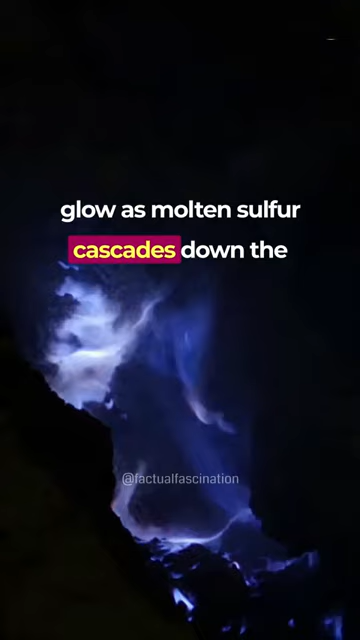 glow as molten sulfur
cascades down the
@factualfascination